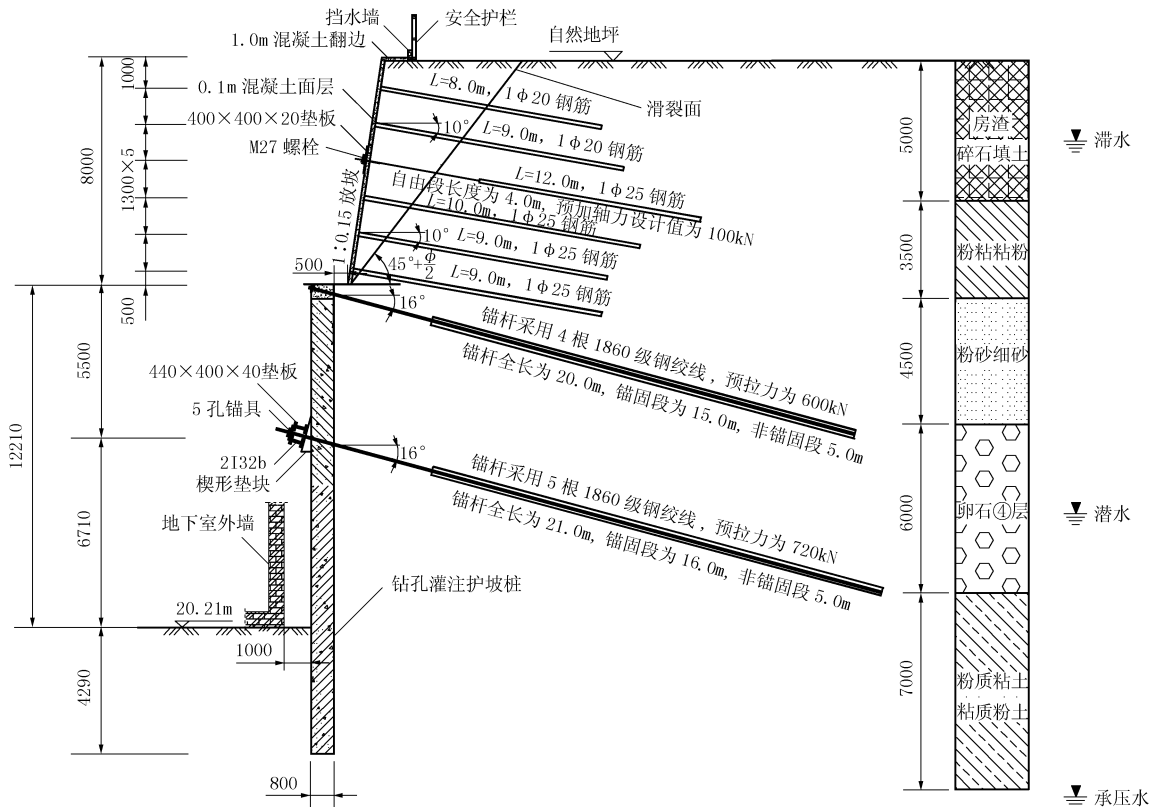 挡水墙
安全护栏
1.0m 混凝土翻边
自然地坪
0.1m 混凝土面层
400×400×20垫板
M27 螺栓
滑裂面
L=8.0m, 1ϕ20 钢筋
10°
L=9.0m, 1ϕ20 钢筋
L=12.0m, 1ϕ25 钢筋
自由段长度为 4.0m, 预加轴力设计值为 100kN
L=10.0m, 1ϕ25 钢筋
10°
L=9.0m, 1ϕ25 钢筋
L=9.0m, 1ϕ25 钢筋
1:0.15 放坡
45°+ϕ/2
500
16°
锚杆采用 4 根 1860 级钢绞线, 预拉力为 600kN
锚杆全长为 20.0m, 锚固段为 15.0m, 非锚固段 5.0m
440×400×40垫板
5 孔锚具
2I32b
楔形垫块
16°
锚杆采用 5 根 1860 级钢绞线, 预拉力为 720kN
锚杆全长为 21.0m, 锚固段为 16.0m, 非锚固段 5.0m
地下室外墙
钻孔灌注护坡桩
20.21m
1000
800
1000
1300×5
500
8000
5500
6710
4290
12210
5000
3500
4500
6000
7000
房渣
碎石填土
粉粘粘粉
粉砂细砂
卵石④层
粉质粘土
粘质粉土
滞水
潜水
承压水